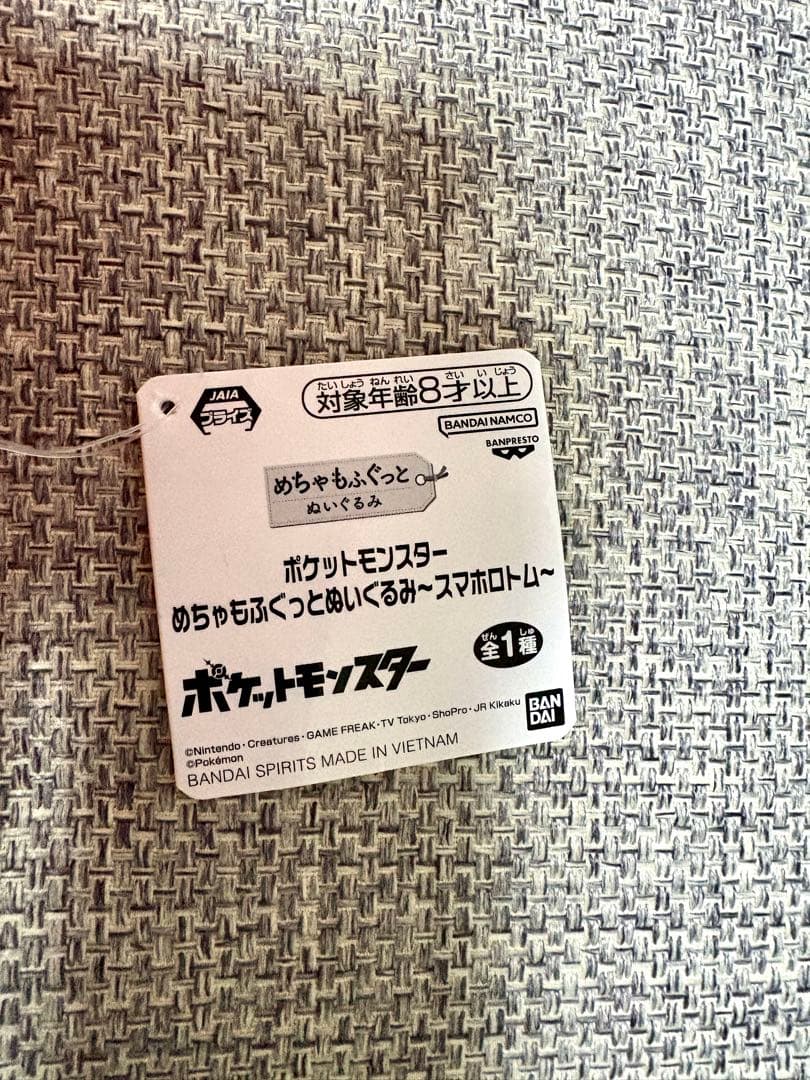 JAIA
プライズ
たいしょうねんれい さい いじょう
対象年齢8才以上
BANDAI NAMCO
BANPRESTO
めちゃもふぐっと
ぬいぐるみ
ポケットモンスター
めちゃもふぐっとぬいぐるみ~スマホロトム~
ぜん しゅ
全1種
ポケットモンスター
©Nintendo・Creatures・GAME FREAK・TV Tokyo・ShoPro・JR Kikaku
©Pokémon
BANDAI SPIRITS MADE IN VIETNAM
BAN
DAI